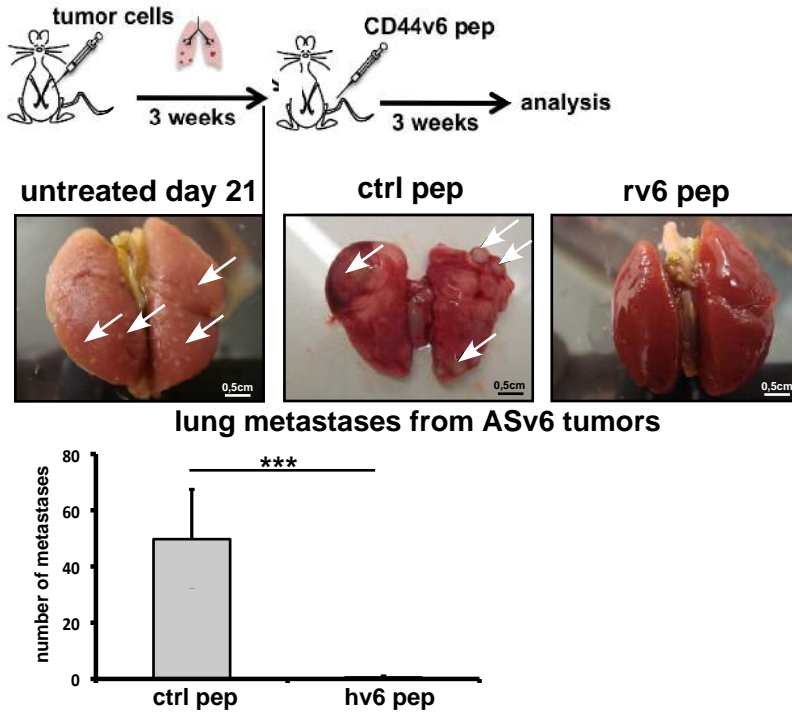 tumor cells
CD44v6 pep
3 weeks
3 weeks
analysis
untreated day 21
ctrl pep
rv6 pep
0,5cm
0,5cm
0,5cm
lung metastases from ASv6 tumors
80
***
60
40
20
0
number of metastases
ctrl pep
hv6 pep